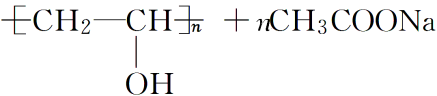 [CH₂—CH]ₙ + nCH₃COONa
OH